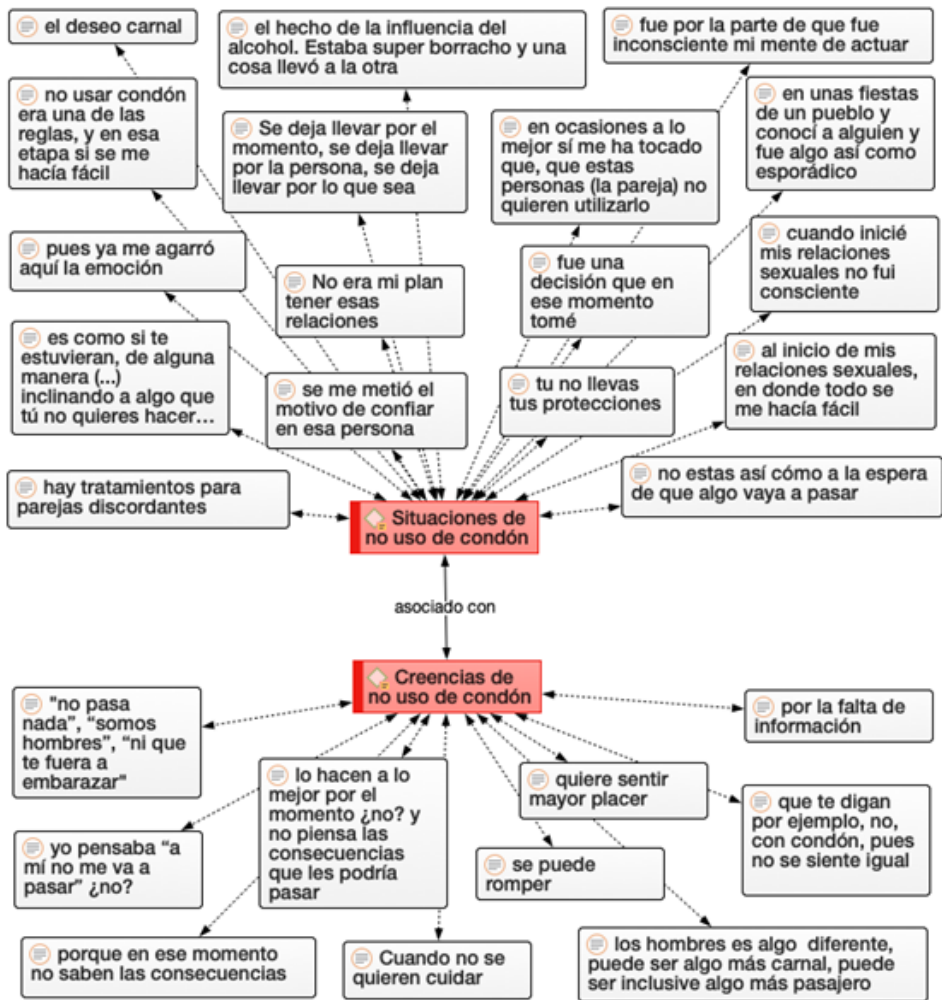 el deseo carnal
el hecho de la influencia del
alcohol. Estaba super borracho y una
cosa llevó a la otra
fue por la parte de que fue
inconsciente mi mente de actuar
no usar condón
era una de las
reglas, y en esa
etapa si se me
hacía fácil
Se deja llevar por el
momento, se deja llevar
por la persona, se deja
llevar por lo que sea
en ocasiones a lo
mejor sí me ha tocado
que, que estas
personas (la pareja) no
quieren utilizarlo
en unas fiestas
de un pueblo y
conocí a alguien y
fue algo así como
esporádico
pues ya me agarró
aquí la emoción
No era mi plan
tener esas
relaciones
fue una
decisión que en
ese momento
tomé
cuando inicié
mis relaciones
sexuales no fui
consciente
es como si te
estuvieran, de alguna
manera (...)
inclinando a algo que
tú no quieres hacer…
se me metió el
motivo de confiar
en esa persona
tu no llevas
tus protecciones
al inicio de mis
relaciones sexuales,
en donde todo se
me hacía fácil
hay tratamientos para
parejas discordantes
no estas así cómo a la espera
de que algo vaya a pasar
Situaciones de
no uso de condón
asociado con
Creencias de
no uso de condón
"no pasa
nada", “somos
hombres”, “ni que
te fuera a
embarazar"
por la falta de
información
lo hacen a lo
mejor por el
momento ¿no? y
no piensa las
consecuencias
que les podría
pasar
quiere sentir
mayor placer
que te digan
por ejemplo, no,
con condón, pues
no se siente igual
yo pensaba “a
mí no me va a
pasar” ¿no?
se puede
romper
porque en ese momento
no saben las consecuencias
Cuando no se
quieren cuidar
los hombres es algo diferente,
puede ser algo más carnal, puede
ser inclusive algo más pasajero